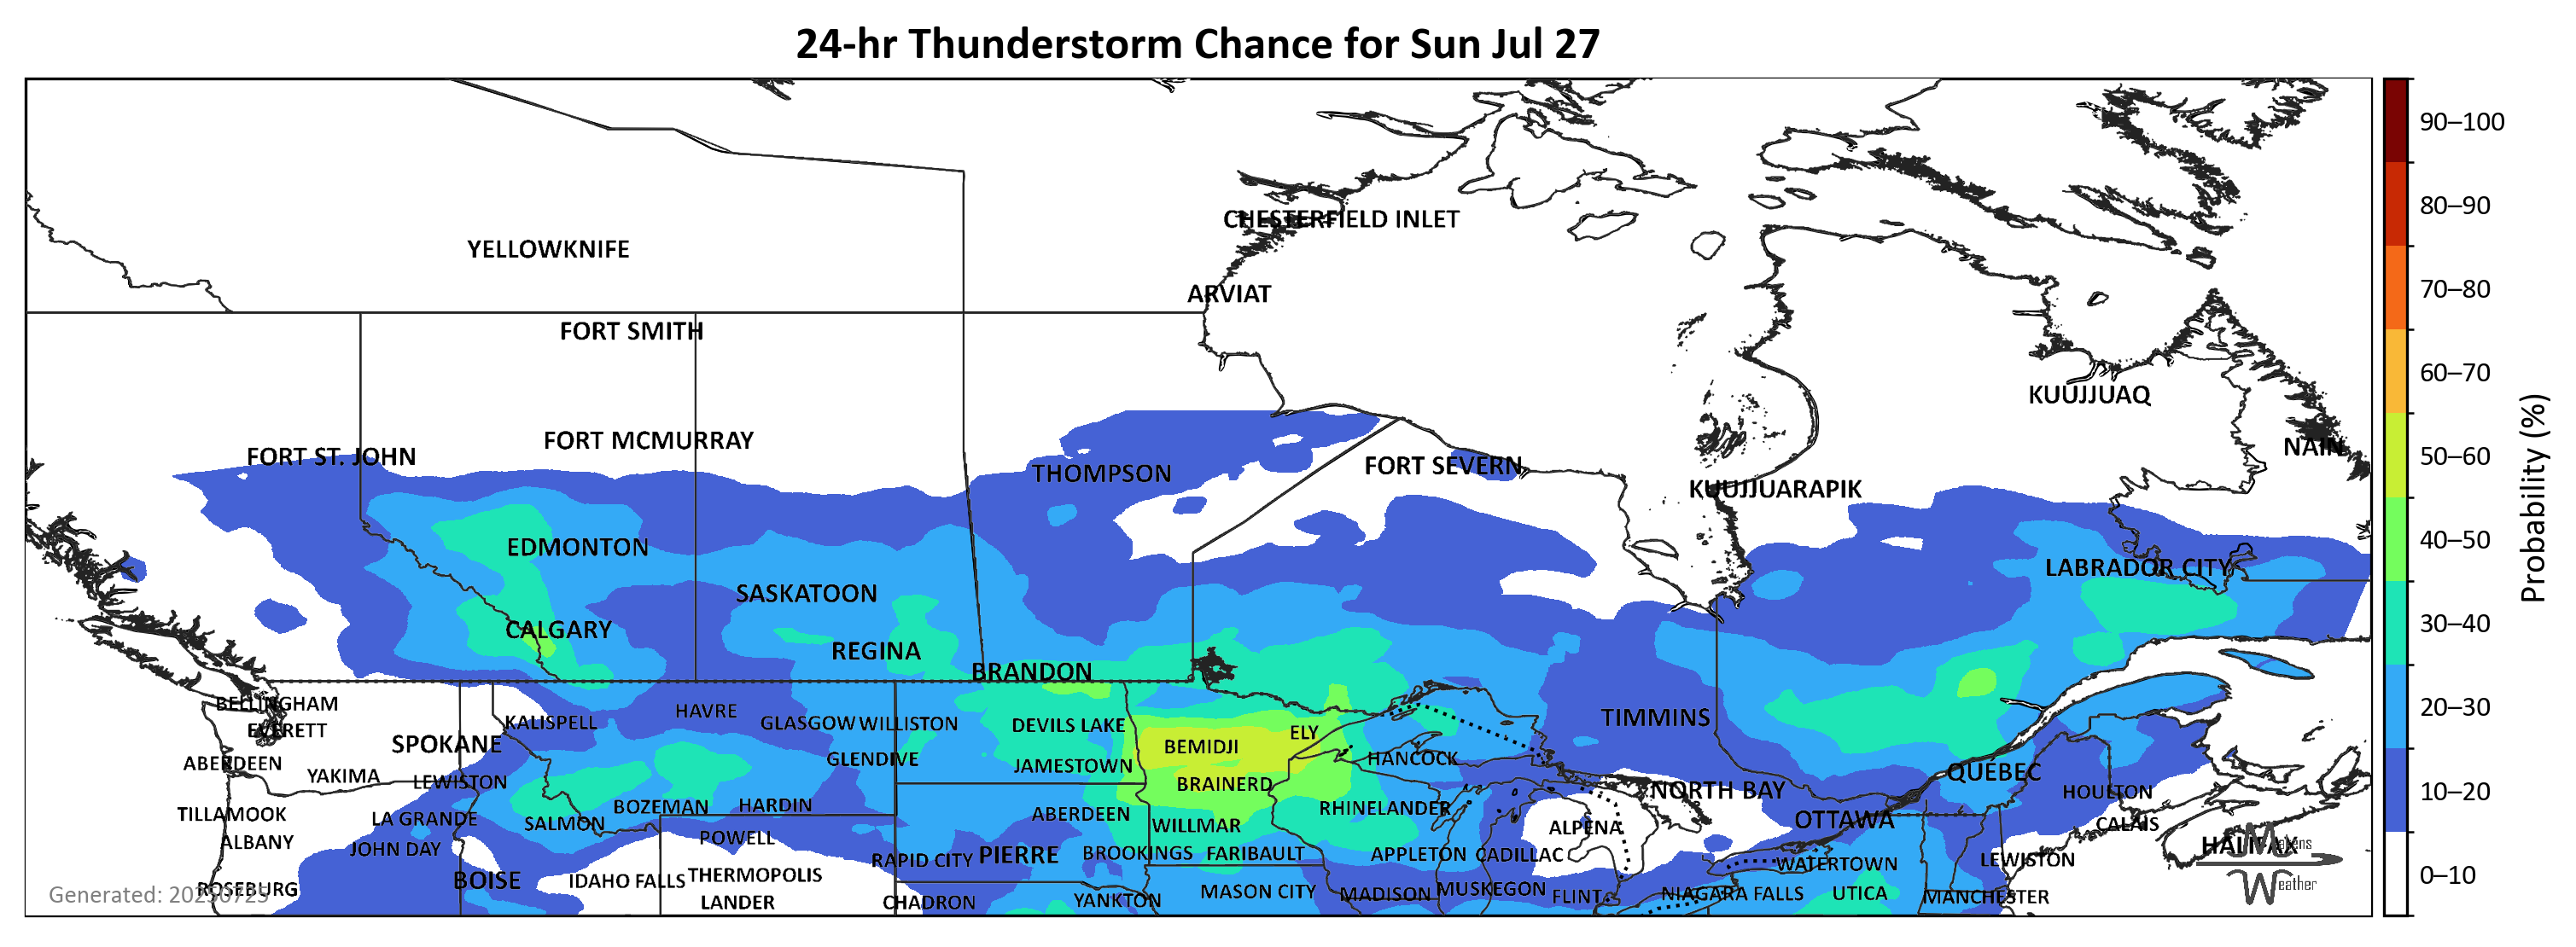 24-hr Thunderstorm Chance for Sun Jul 27
90–100
80–90
CHESTERFIELD INLET
YELLOWKNIFE
70–80
ARVIAT
FORT SMITH
60–70
KUUJJUAQ
FORT MCMURRAY
NAIN
50–60
FORT ST. JOHN
FORT SEVERN
THOMPSON
KUUJJUARAPIK
Probability (%)
EDMONTON
40–50
LABRADOR CITY
SASKATOON
CALGARY
30–40
REGINA
BRANDON
BELLINGHAM
KALISPELL
HAVRE
GLASGOW
WILLISTON
DEVILS LAKE
TIMMINS
20–30
EVERETT
ELY
SPOKANE
BEMIDJI
ABERDEEN
GLENDIVE
JAMESTOWN
HANCOCK
QUÉBEC
YAKIMA
LEWISTON
BRAINERD
NORTH BAY
HOULTON
10–20
BOZEMAN
HARDIN
RHINELANDER
TILLAMOOK
LA GRANDE
SALMON
ABERDEEN
WILLMAR
ALPENA
OTTAWA
CALAIS
ALBANY
JOHN DAY
POWELL
HALIFAX
Makens
Weather
RAPID CITY
PIERRE
BROOKINGS
FARIBAULT
APPLETON
CADILLAC
WATERTOWN
LEWISTON
BOISE
IDAHO FALLS
THERMOPOLIS
0–10
ROSEBURG
Generated: 20250725
LANDER
CHADRON
YANKTON
MASON CITY
MADISON
MUSKEGON
FLINT
NIAGARA FALLS
UTICA
MANCHESTER